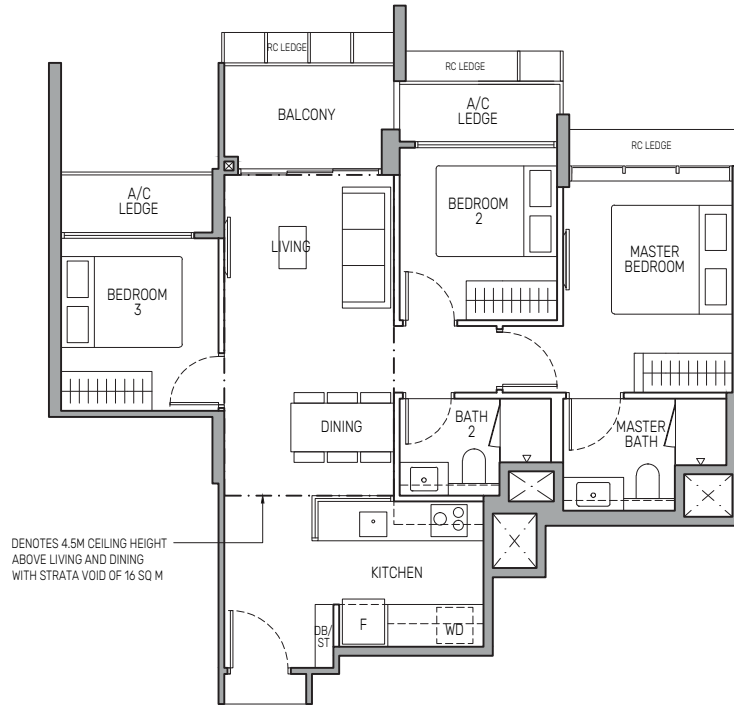 RC LEDGE
RC LEDGE
A/C
LEDGE
BALCONY
RC LEDGE
A/C
LEDGE
BEDROOM
2
LIVING
MASTER
BEDROOM
BEDROOM
3
DINING
BATH
2
MASTER
BATH
DENOTES 4.5M CEILING HEIGHT
ABOVE LIVING AND DINING
WITH STRATA VOID OF 16 SQ M
KITCHEN
DB/
ST
F
WD